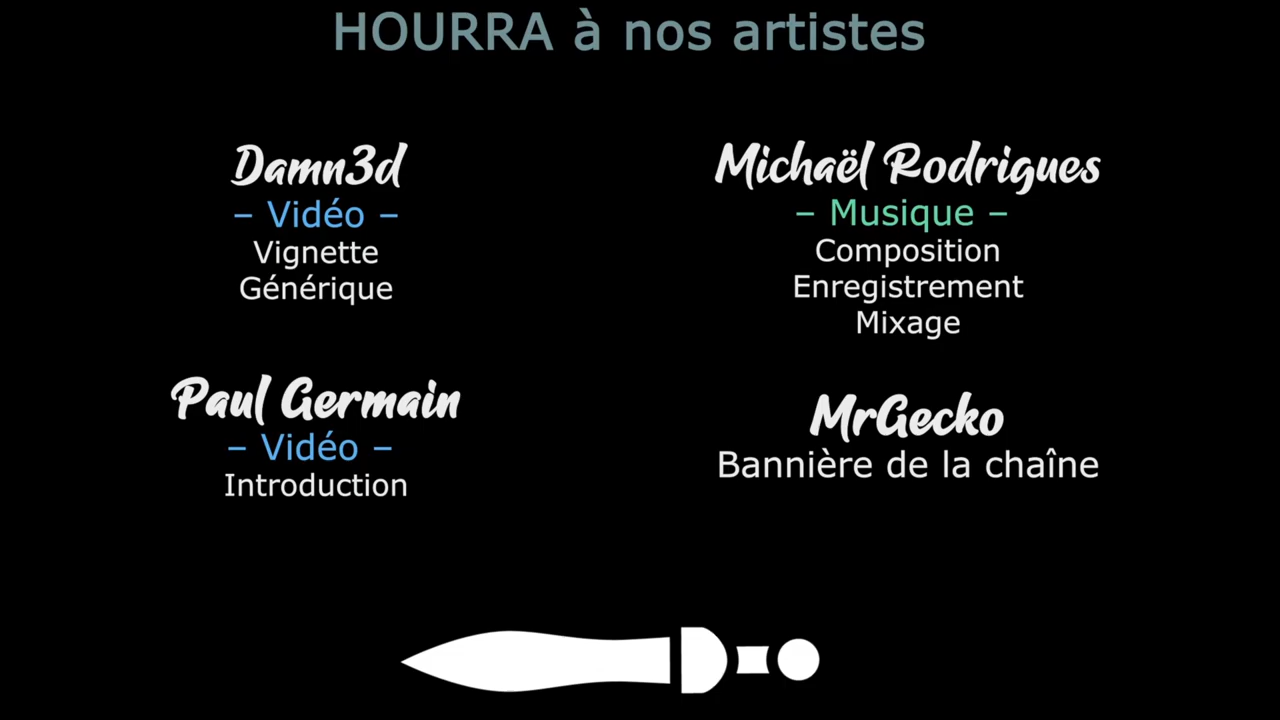 HOURRA à nos artistes
Damn3d
– Vidéo –
Vignette
Générique
Michaël Rodrigues
– Musique –
Composition
Enregistrement
Mixage
Paul Germain
– Vidéo –
Introduction
MrGecko
Bannière de la chaîne